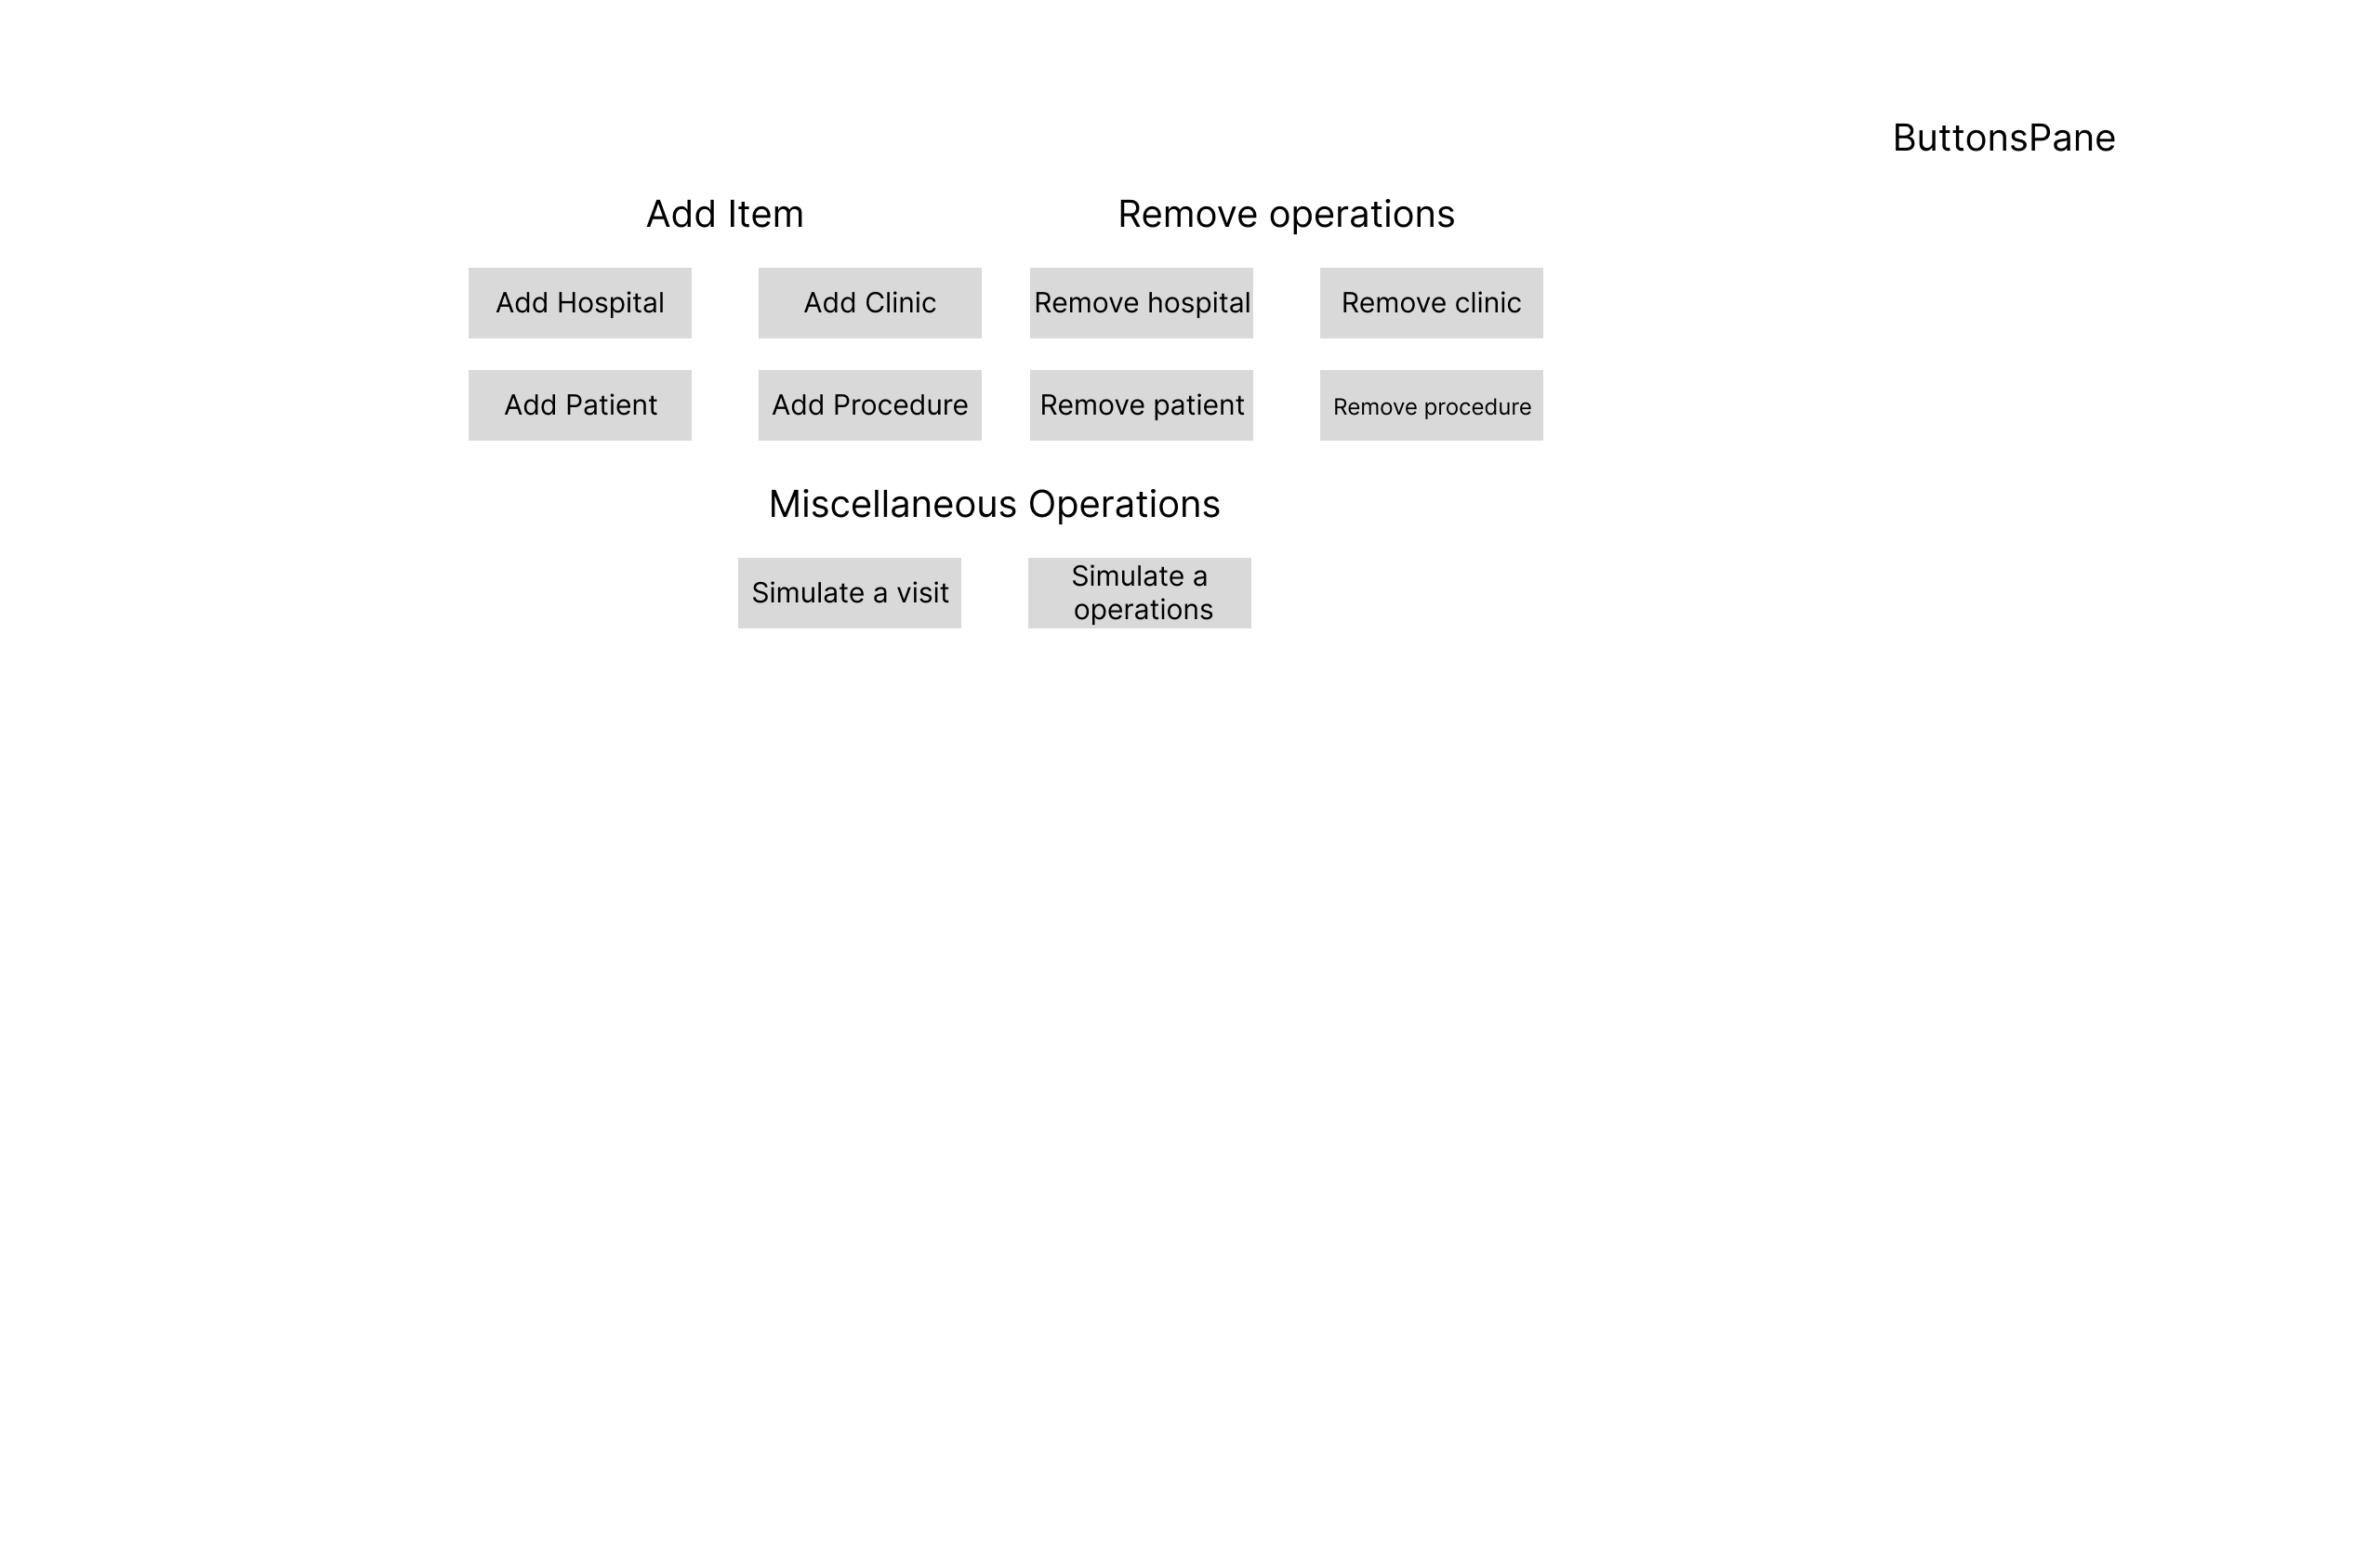 ButtonsPane
Add Item
Remove operations
Add Hospital
Add Clinic
Remove hospital
Remove clinic
Add Patient
Add Procedure
Remove patient
Remove procedure
Miscellaneous Operations
Simulate a visit
Simulate a
operations